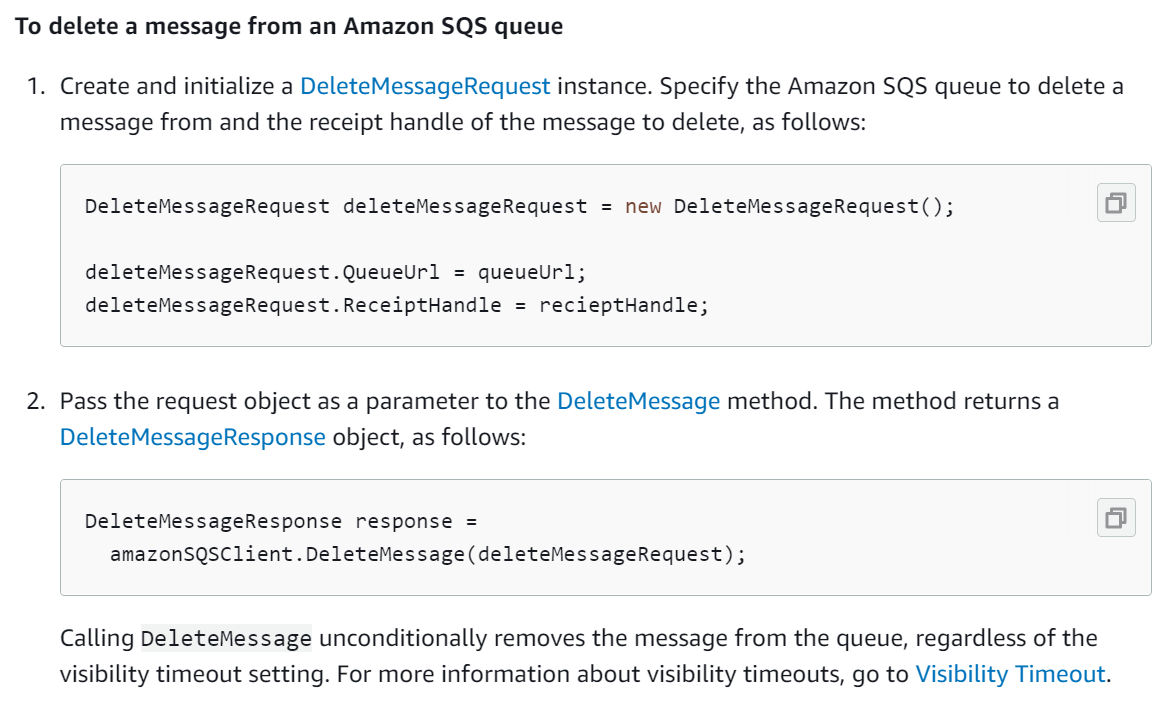 To delete a message from an Amazon SQS queue
1. Create and initialize a DeleteMessageRequest instance. Specify the Amazon SQS queue to delete a
message from and the receipt handle of the message to delete, as follows:
DeleteMessageRequest deleteMessageRequest = new DeleteMessageRequest();
deleteMessageRequest.QueueUrl = queueUrl;
deleteMessageRequest.ReceiptHandle = recieptHandle;
2. Pass the request object as a parameter to the DeleteMessage method. The method returns a
DeleteMessageResponse object, as follows:
DeleteMessageResponse response =
  amazonSQSClient.DeleteMessage(deleteMessageRequest);
Calling DeleteMessage unconditionally removes the message from the queue, regardless of the
visibility timeout setting. For more information about visibility timeouts, go to Visibility Timeout.